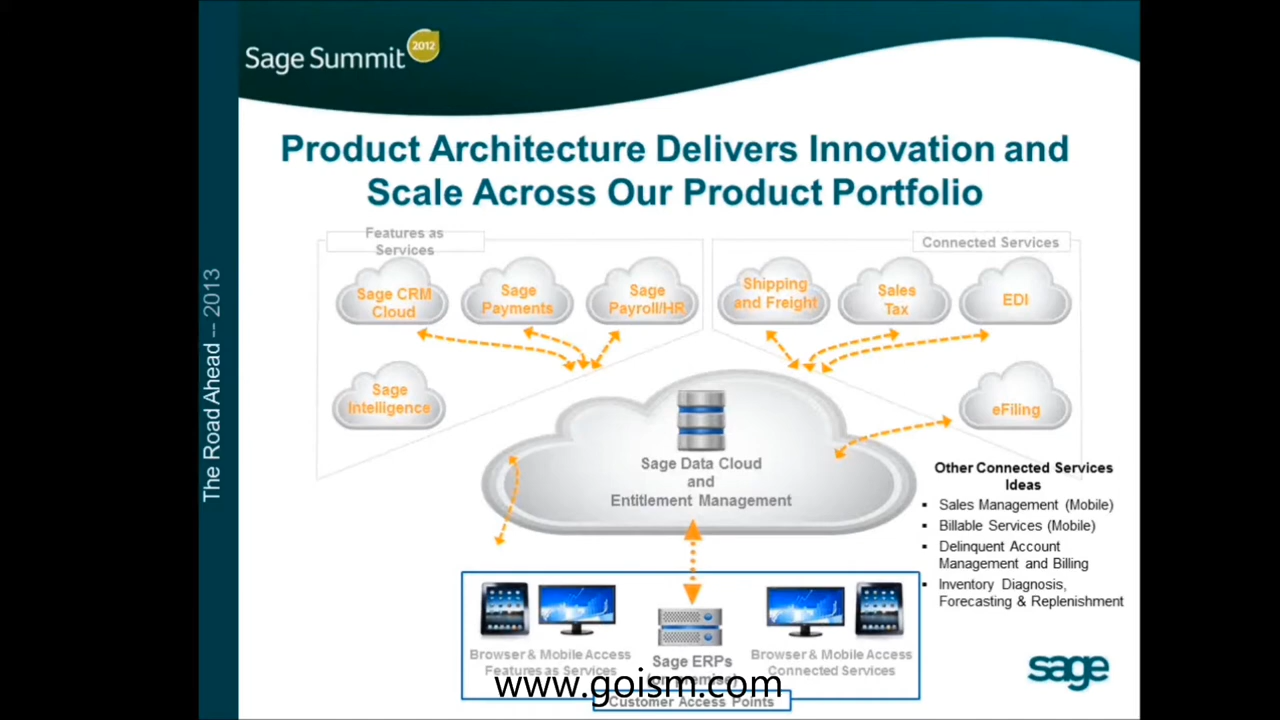 Sage Summit 2012
Product Architecture Delivers Innovation and
Scale Across Our Product Portfolio
The Road Ahead -- 2013
Features as
Services
Connected Services
Sage CRM
Cloud
Sage
Payments
Sage
Payroll/HR
Shipping
and Freight
Sales
Tax
EDI
Sage
Intelligence
eFiling
Sage Data Cloud
and
Entitlement Management
Other Connected Services
Ideas
▪ Sales Management (Mobile)
▪ Billable Services (Mobile)
▪ Delinquent Account
Management and Billing
▪ Inventory Diagnosis,
Forecasting & Replenishment
Browser & Mobile Access
Features as Services
Sage ERPs
(on premise)
Browser & Mobile Access
Connected Services
www.goism.com
Customer Access Points
sage